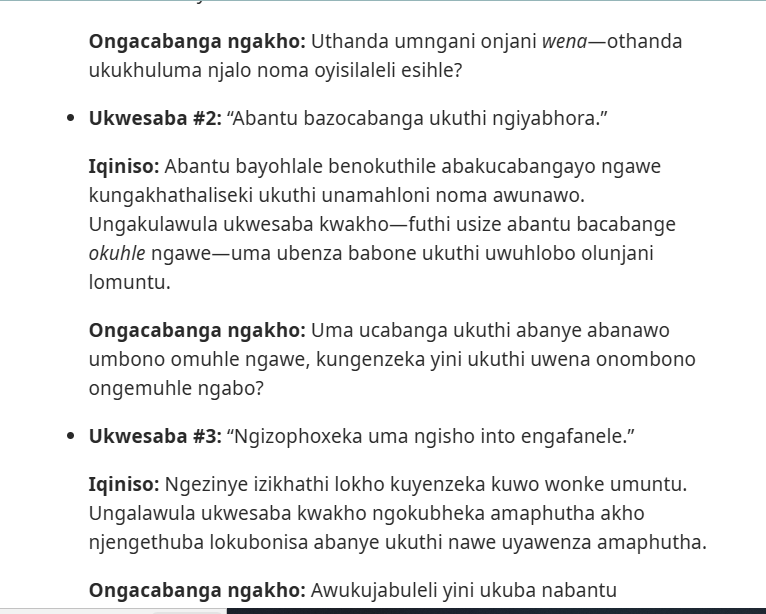 Ongacabanga ngakho: Uthanda umngani onjani wena—othanda
ukukhuluma njalo noma oyisilaleli esihle?
Ukwesaba #2: “Abantu bazocabanga ukuthi ngiyabhora.”
Iqiniso: Abantu bayohlale benokuthile abakucabangayo ngawe
kungakhathaliseki ukuthi unamahloni noma awunawo.
Ungakulawula ukwesaba kwakho—futhi usize abantu bacabange
okuhle ngawe—uma ubenza babone ukuthi uwuhlobo olunjani
lomuntu.
Ongacabanga ngakho: Uma ucabanga ukuthi abanye abanawo
umbono omuhle ngawe, kungenzeka yini ukuthi uwena onombono
ongemuhle ngabo?
Ukwesaba #3: “Ngizophoxeka uma ngisho into engafanele.”
Iqiniso: Ngezinye izikhathi lokho kuyenzeka kuwo wonke umuntu.
Ungalawula ukwesaba kwakho ngokubheka amaphutha akho
njengethuba lokubonisa abanye ukuthi nawe uyawenza amaphutha.
Ongacabanga ngakho: Awukujabuleli yini ukuba nabantu